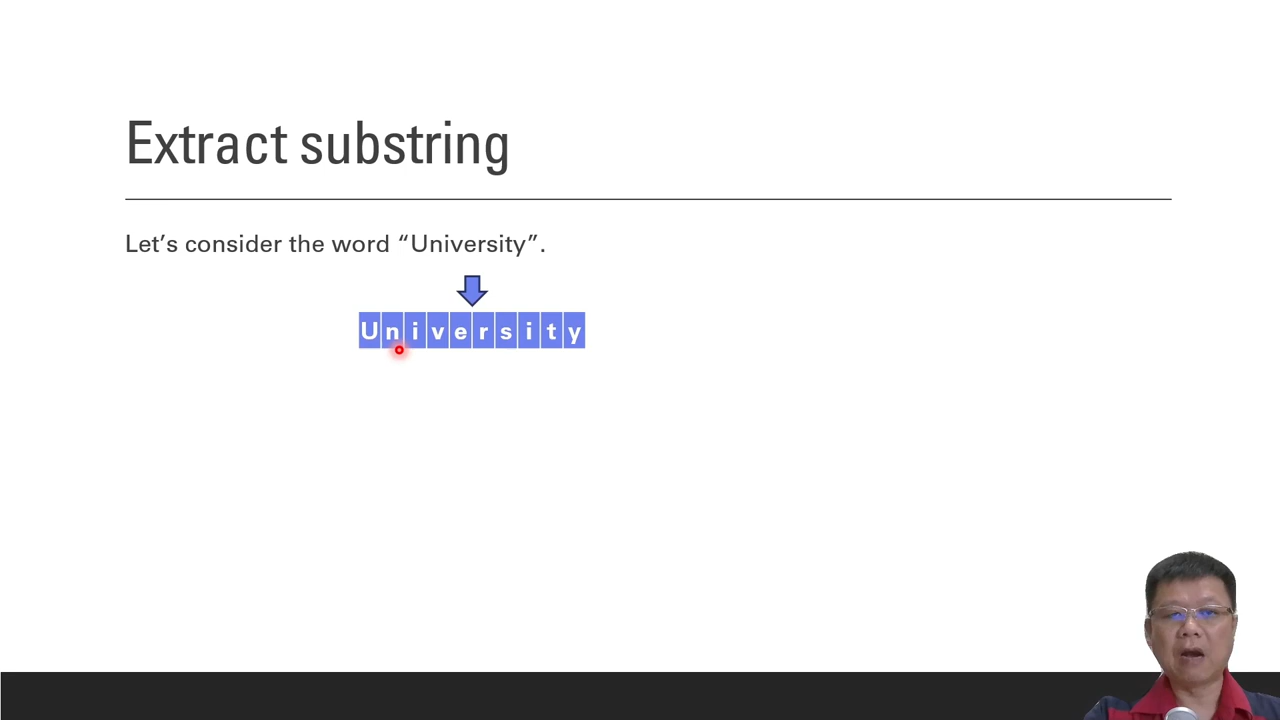 Extract substring
Let’s consider the word “University”.
University